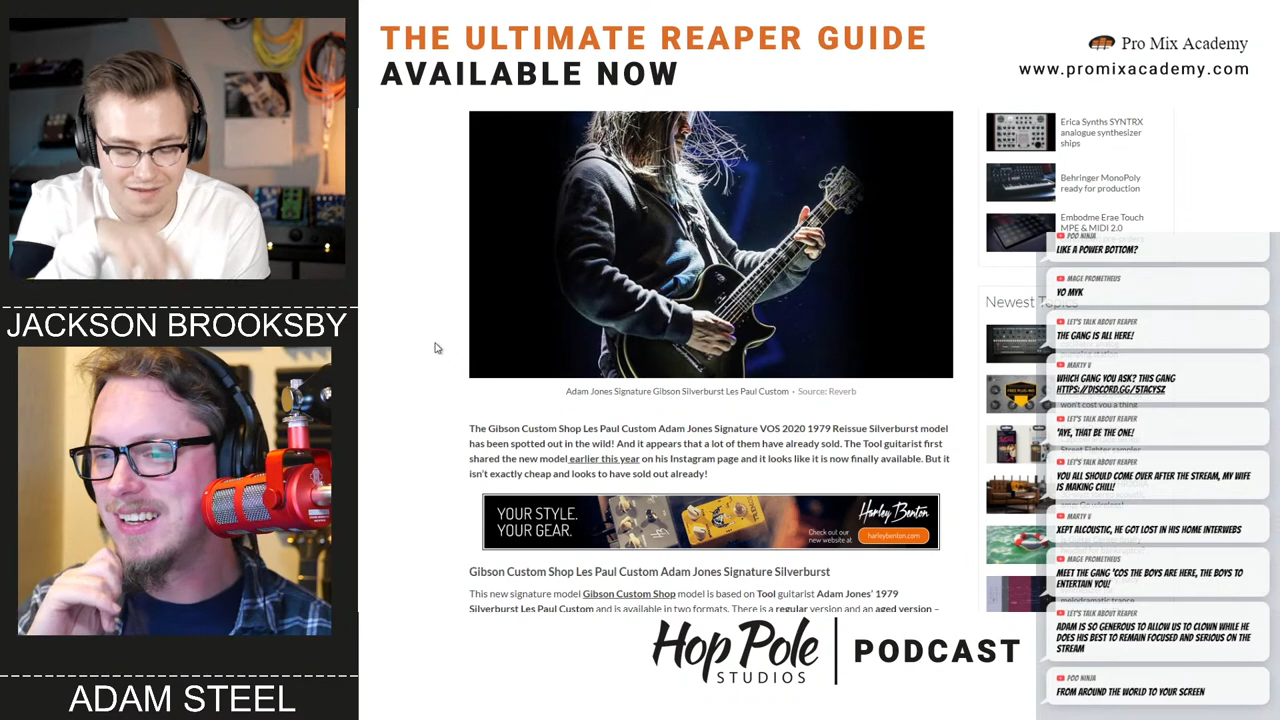 THE ULTIMATE REAPER GUIDE
AVAILABLE NOW
Pro Mix Academy
www.promixacademy.com
JACKSON BROOKSBY
ADAM STEEL
Adam Jones Signature Gibson Silverburst Les Paul Custom · Source: Reverb
The Gibson Custom Shop Les Paul Custom Adam Jones Signature VOS 2020 1979 Reissue Silverburst model
has been spotted out in the wild! And it appears that a lot of them have already sold. The Tool guitarist first
shared the new model earlier this year on his Instagram page and it looks like it is now finally available. But it
isn't exactly cheap and looks to have sold out already!
YOUR STYLE.
YOUR GEAR.
Harley Benton
Check out our
new website at
harleybenton.com
Gibson Custom Shop Les Paul Custom Adam Jones Signature Silverburst
This new signature model Gibson Custom Shop model is based on Tool guitarist Adam Jones' 1979
Silverburst Les Paul Custom and is available in two formats. There is a regular version and an aged version –
Hop Pole
STUDIOS
PODCAST
Erica Synths SYNTRX
analogue synthesizer
ships
Behringer MonoPoly
ready for production
Embodme Erae Touch
MPE & MIDI 2.0
Newest Topics
won't cost you a thing
Street Fighter sampler
melodramatic trance
POO NINJA
LIKE A POWER BOTTOM?
MAGE PROMETHEUS
YO MYK
LET'S TALK ABOUT REAPER
THE GANG IS ALL HERE!
MARTY V
WHICH GANG YOU ASK? THIS GANG
HTTPS://DISCORD.GG/5TACYSZ
LET'S TALK ABOUT REAPER
'AYE, THAT BE THE ONE!
LET'S TALK ABOUT REAPER
YOU ALL SHOULD COME OVER AFTER THE STREAM, MY WIFE
IS MAKING CHILI!
MARTY V
XEPT ALCOUSTIC, HE GOT LOST IN HIS HOME INTERWEBS
MAGE PROMETHEUS
MEET THE GANG 'COS THE BOYS ARE HERE, THE BOYS TO
ENTERTAIN YOU!
LET'S TALK ABOUT REAPER
ADAM IS SO GENEROUS TO ALLOW US TO CLOWN WHILE HE
DOES HIS BEST TO REMAIN FOCUSED AND SERIOUS ON THE
STREAM
POO NINJA
FROM AROUND THE WORLD TO YOUR SCREEN